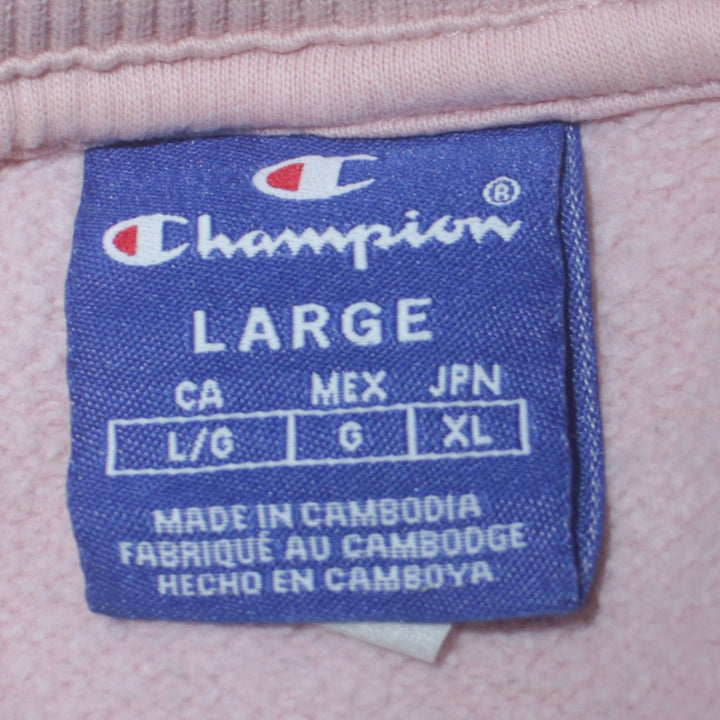 Champion®
LARGE
CA MEX JPN
L/G G XL
MADE IN CAMBODIA
FABRIQUÉ AU CAMBODGE
HECHO EN CAMBOYA